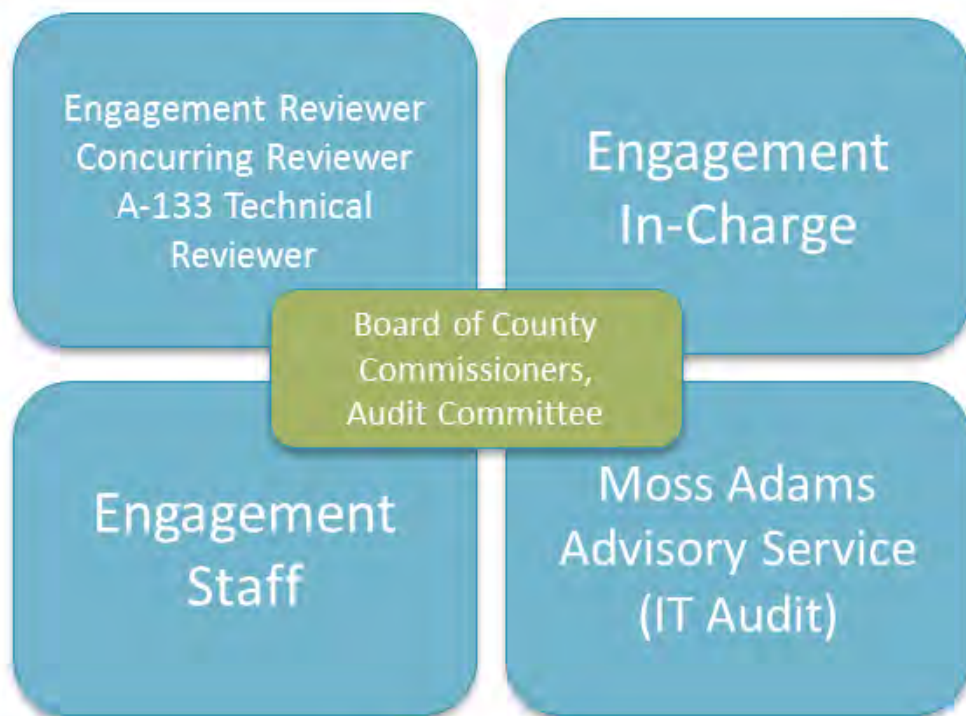 Engagement Reviewer
Concurring Reviewer
A-133 Technical
Reviewer
Engagement
In-Charge
Board of County
Commissioners,
Audit Committee
Engagement
Staff
Moss Adams
Advisory Service
(IT Audit)